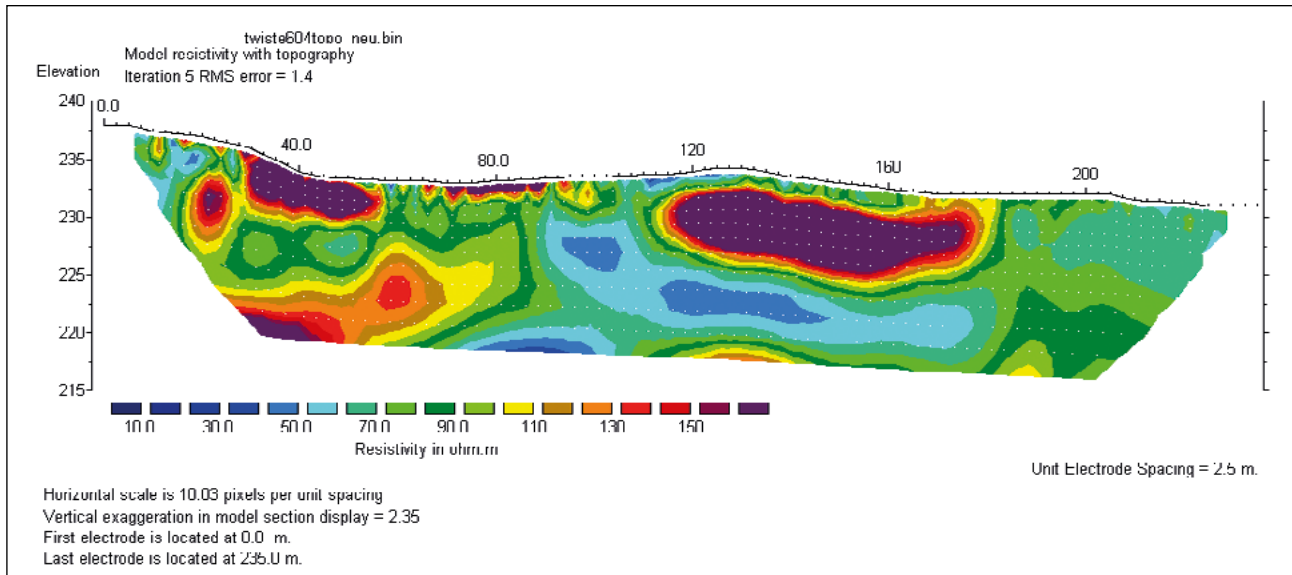 twiste604topo_neu.bin
Model resistivity with topography
Elevation
Iteration 5 RMS error = 1.4
240
0.0
40.0
235
80.0
120
160
200
230
225
220
215
10.0 30.0 50.0 70.0 90.0 110 130 150
Resistivity in ohm.m
Unit Electrode Spacing = 2.5 m.
Horizontal scale is 10.03 pixels per unit spacing
Vertical exaggeration in model section display = 2.35
First electrode is located at 0.0 m.
Last electrode is located at 235.0 m.